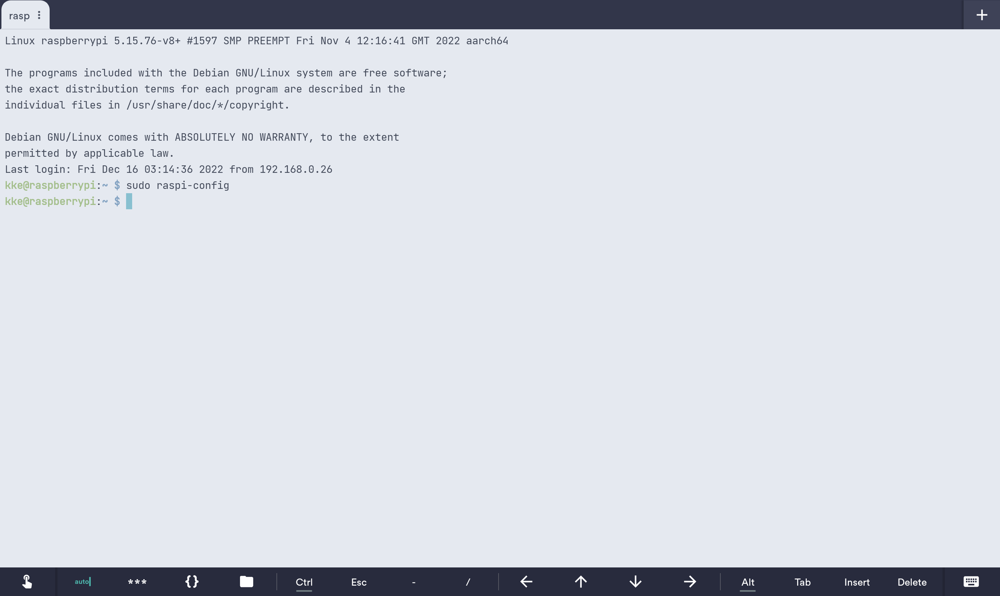 rasp
Linux raspberrypi 5.15.76-v8+ #1597 SMP PREEMPT Fri Nov 4 12:16:41 GMT 2022 aarch64
The programs included with the Debian GNU/Linux system are free software;
the exact distribution terms for each program are described in the
individual files in /usr/share/doc/*/copyright.
Debian GNU/Linux comes with ABSOLUTELY NO WARRANTY, to the extent
permitted by applicable law.
Last login: Fri Dec 16 03:14:36 2022 from 192.168.0.26
kke@raspberrypi:~ $ sudo raspi-config
kke@raspberrypi:~ $
auto *** {} Ctrl Esc - / Alt Tab Insert Delete